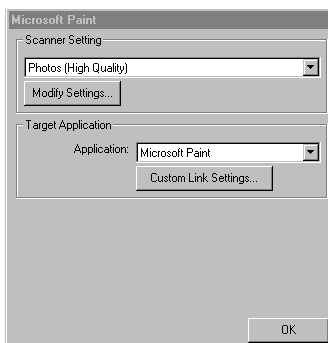 Microsoft Paint
Scanner Setting
Photos (High Quality)
Modify Settings...
Target Application
Application: Microsoft Paint
Custom Link Settings...
OK